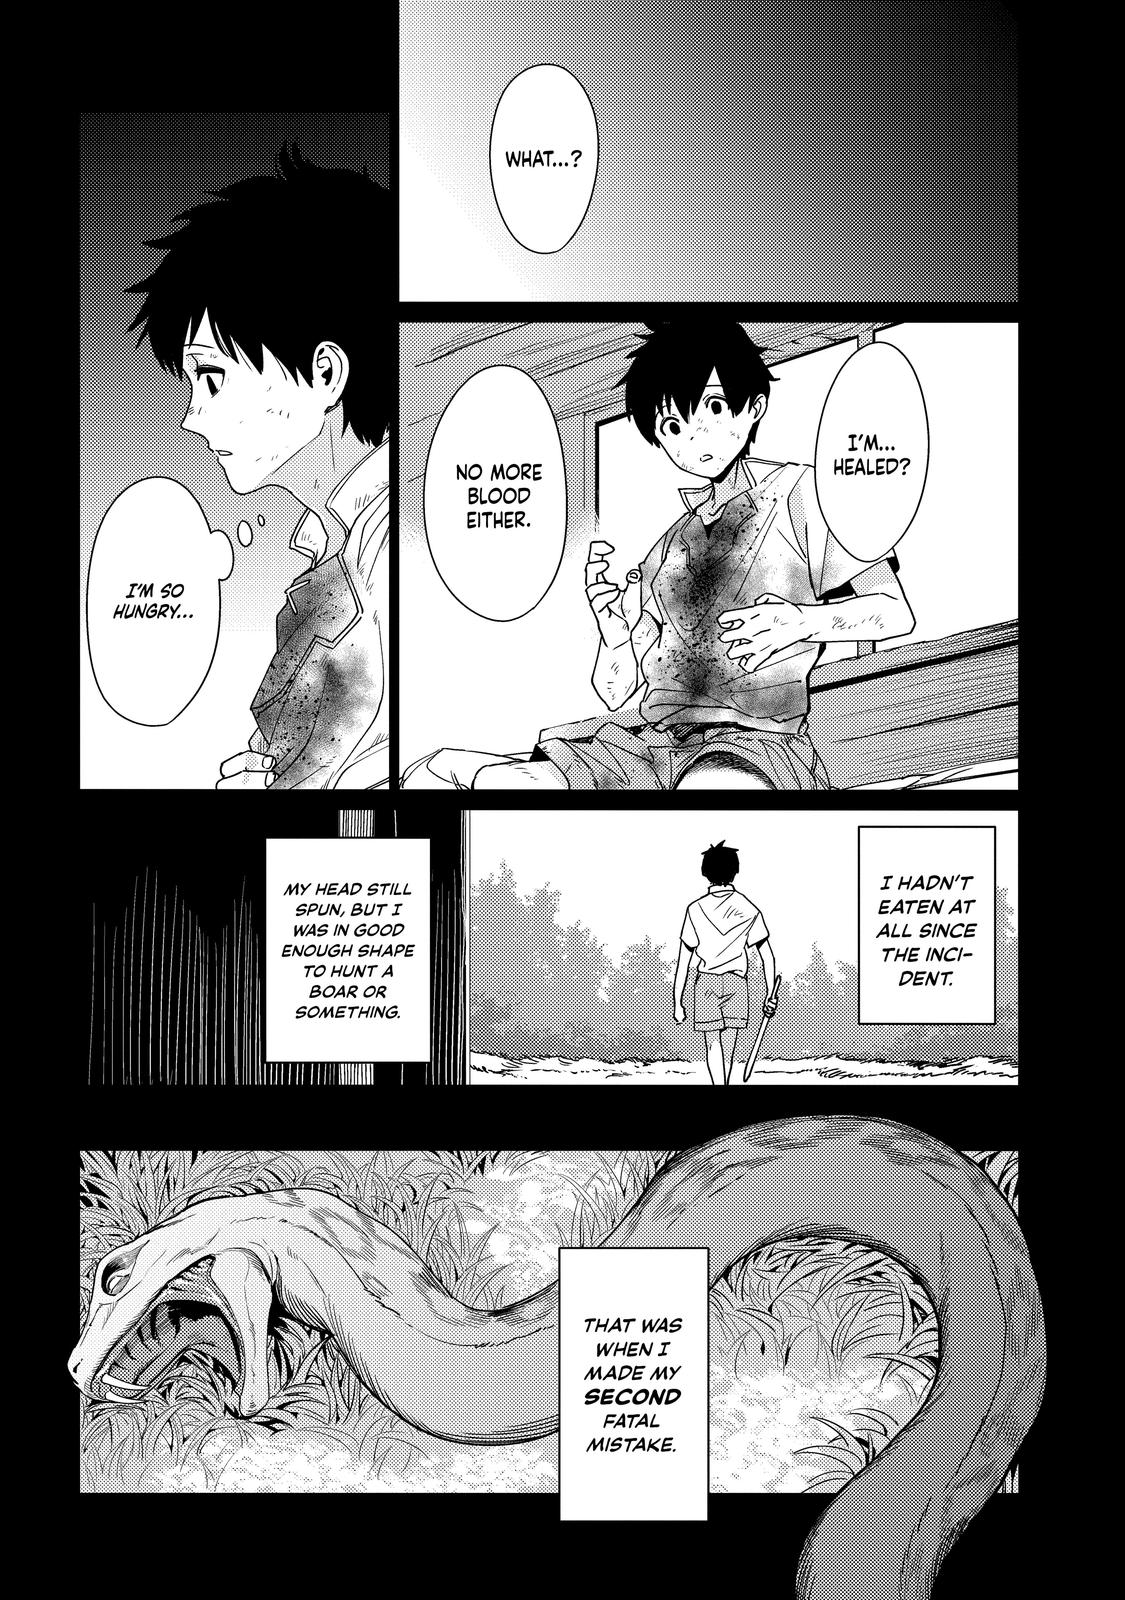 WHAT...?
I'M...
HEALED?
NO MORE
BLOOD
EITHER.
I'M SO
HUNGRY...
I HADN'T
EATEN AT
ALL SINCE
THE INCI-
DENT.
MY HEAD STILL
SPUN, BUT I
WAS IN GOOD
ENOUGH SHAPE
TO HUNT A
BOAR OR
SOMETHING.
THAT WAS
WHEN I
MADE MY
SECOND
FATAL
MISTAKE.